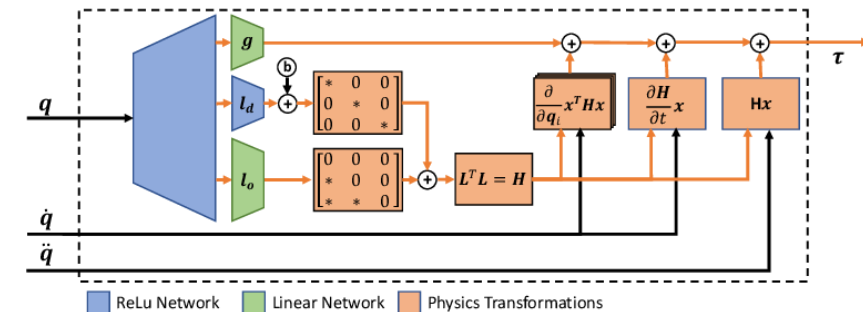 g
b
q
l_d
[* 0 0
0 * 0
0 0 *]
∂/∂q_i x^T Hx
∂H/∂t x
Hx
τ
l_o
[0 0 0
* 0 0
* * 0]
L^T L = H
q̇
q̈
ReLu Network Linear Network Physics Transformations